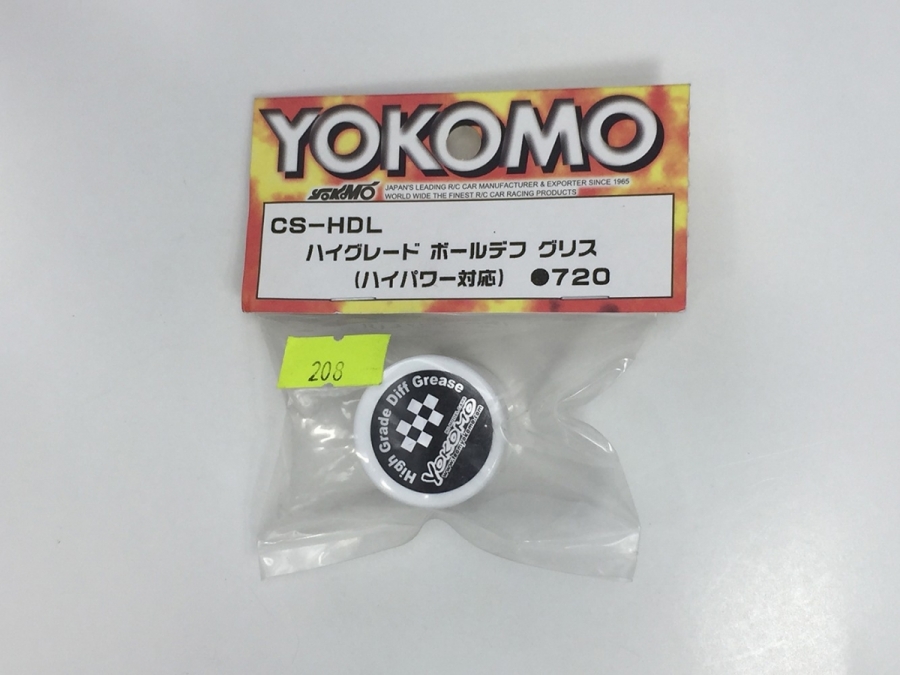 YOKOMO
YOKOMO
JAPAN'S LEADING R/C CAR MANUFACTURER & EXPORTER SINCE 1965
WORLD WIDE THE FINEST R/C CAR RACING PRODUCTS
CS-HDL
ハイグレード ボールデフ グリス
(ハイパワー対応) ●720
208
High Grade Diff Grease
YOKOMO